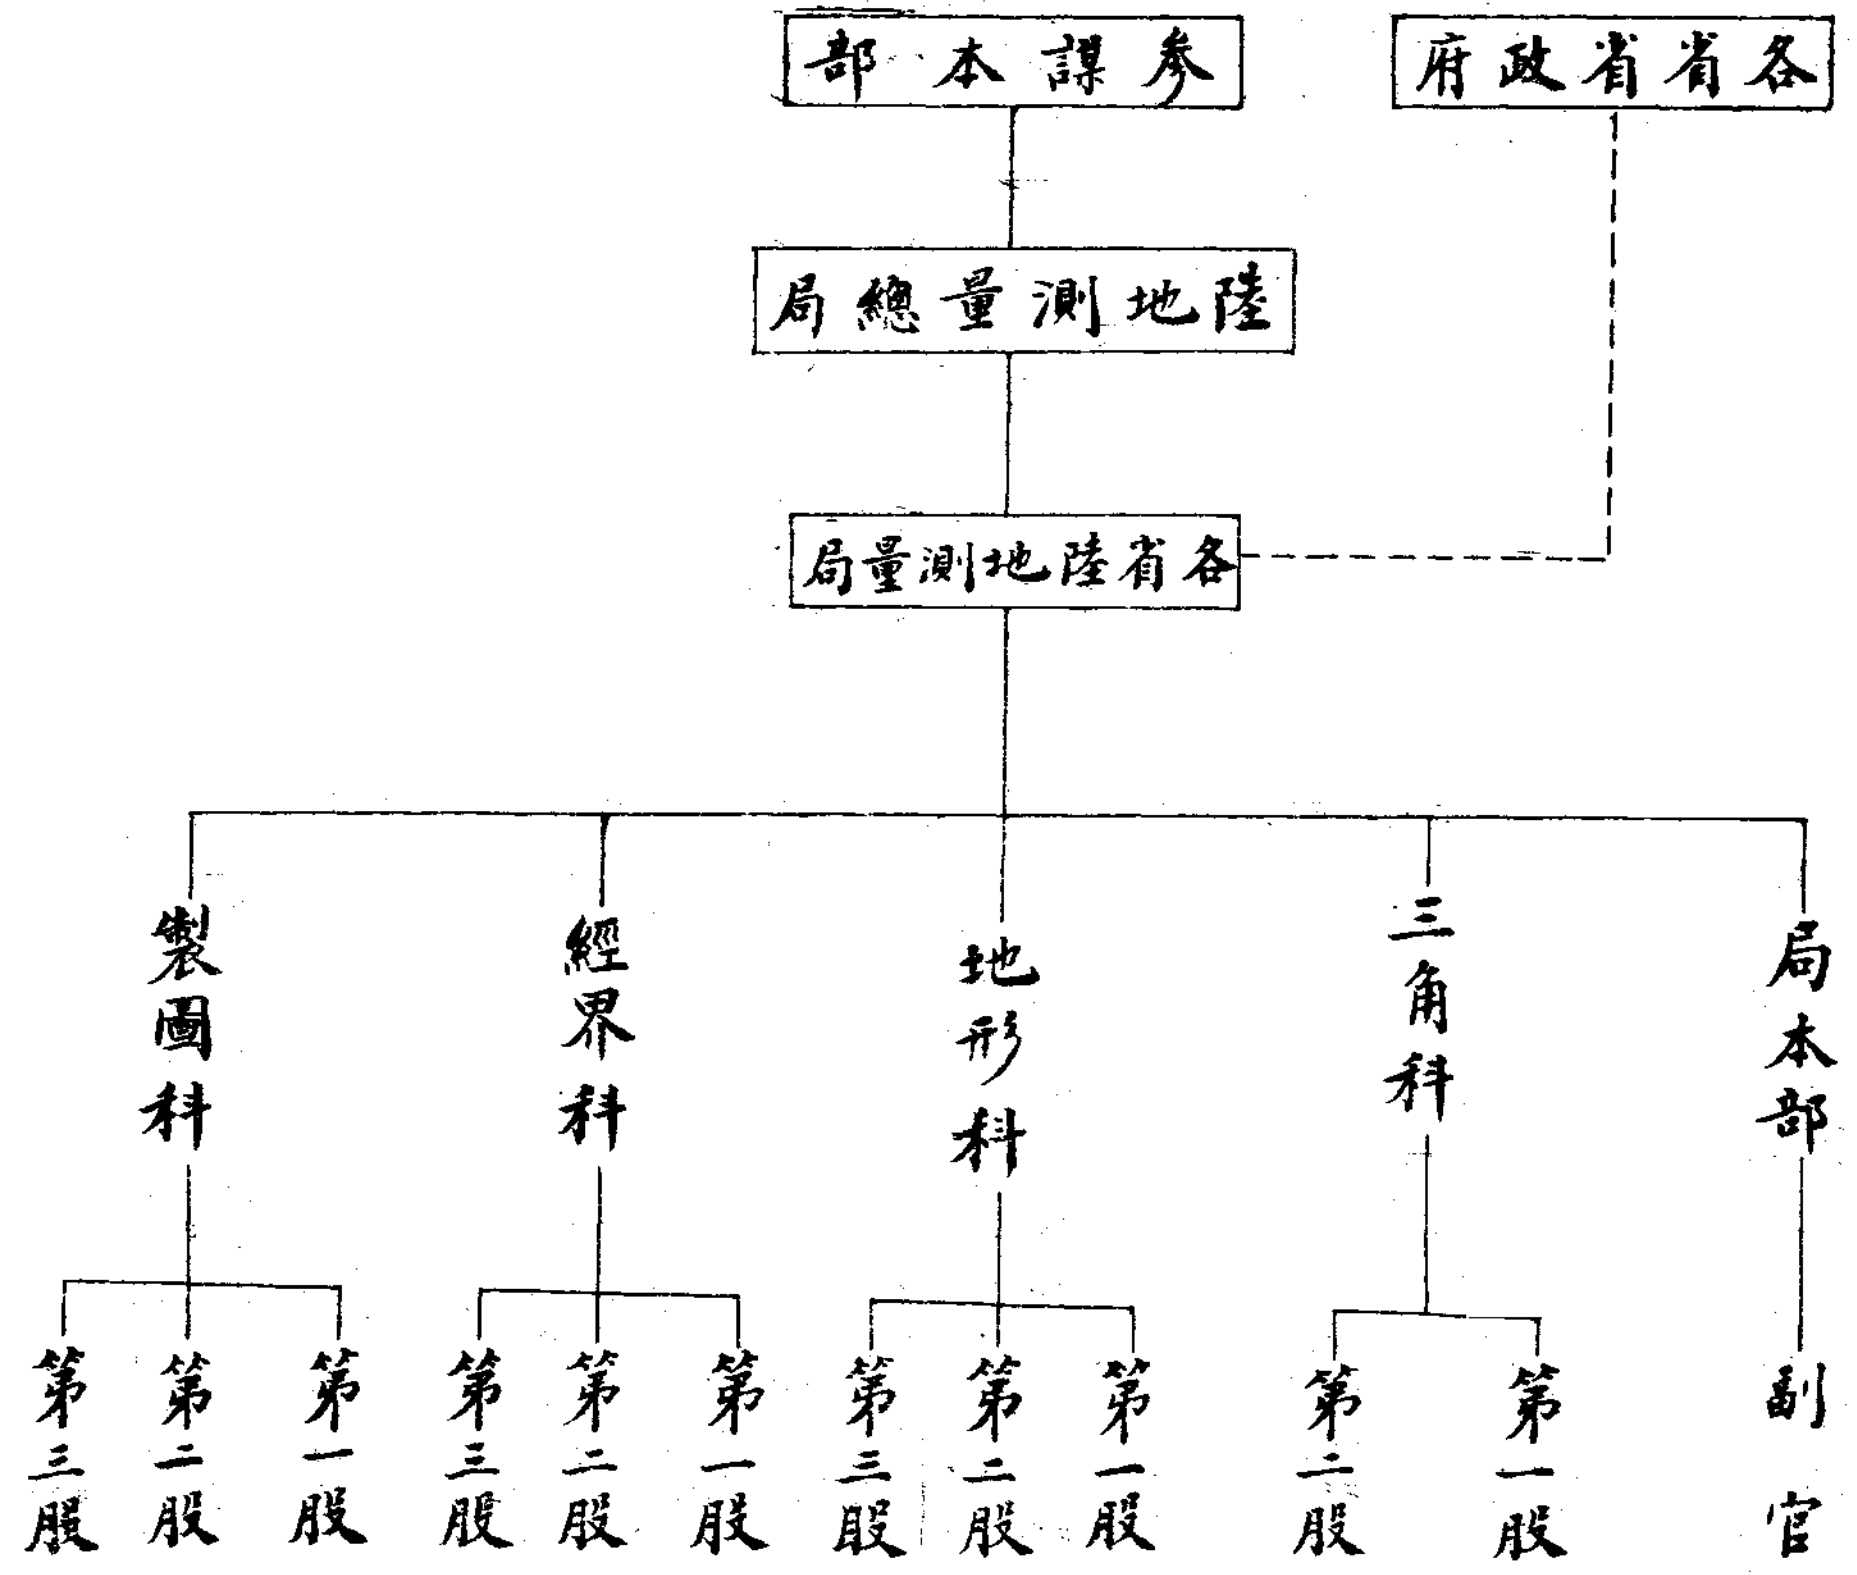 各省省政府
参謀本部
陸地測量總局
各省陸地測量局
局本部
三角科
地形科
經界科
製圖科
副官
第一股
第二股
第一股
第二股
第三股
第一股
第二股
第三股
第一股
第二股
第三股